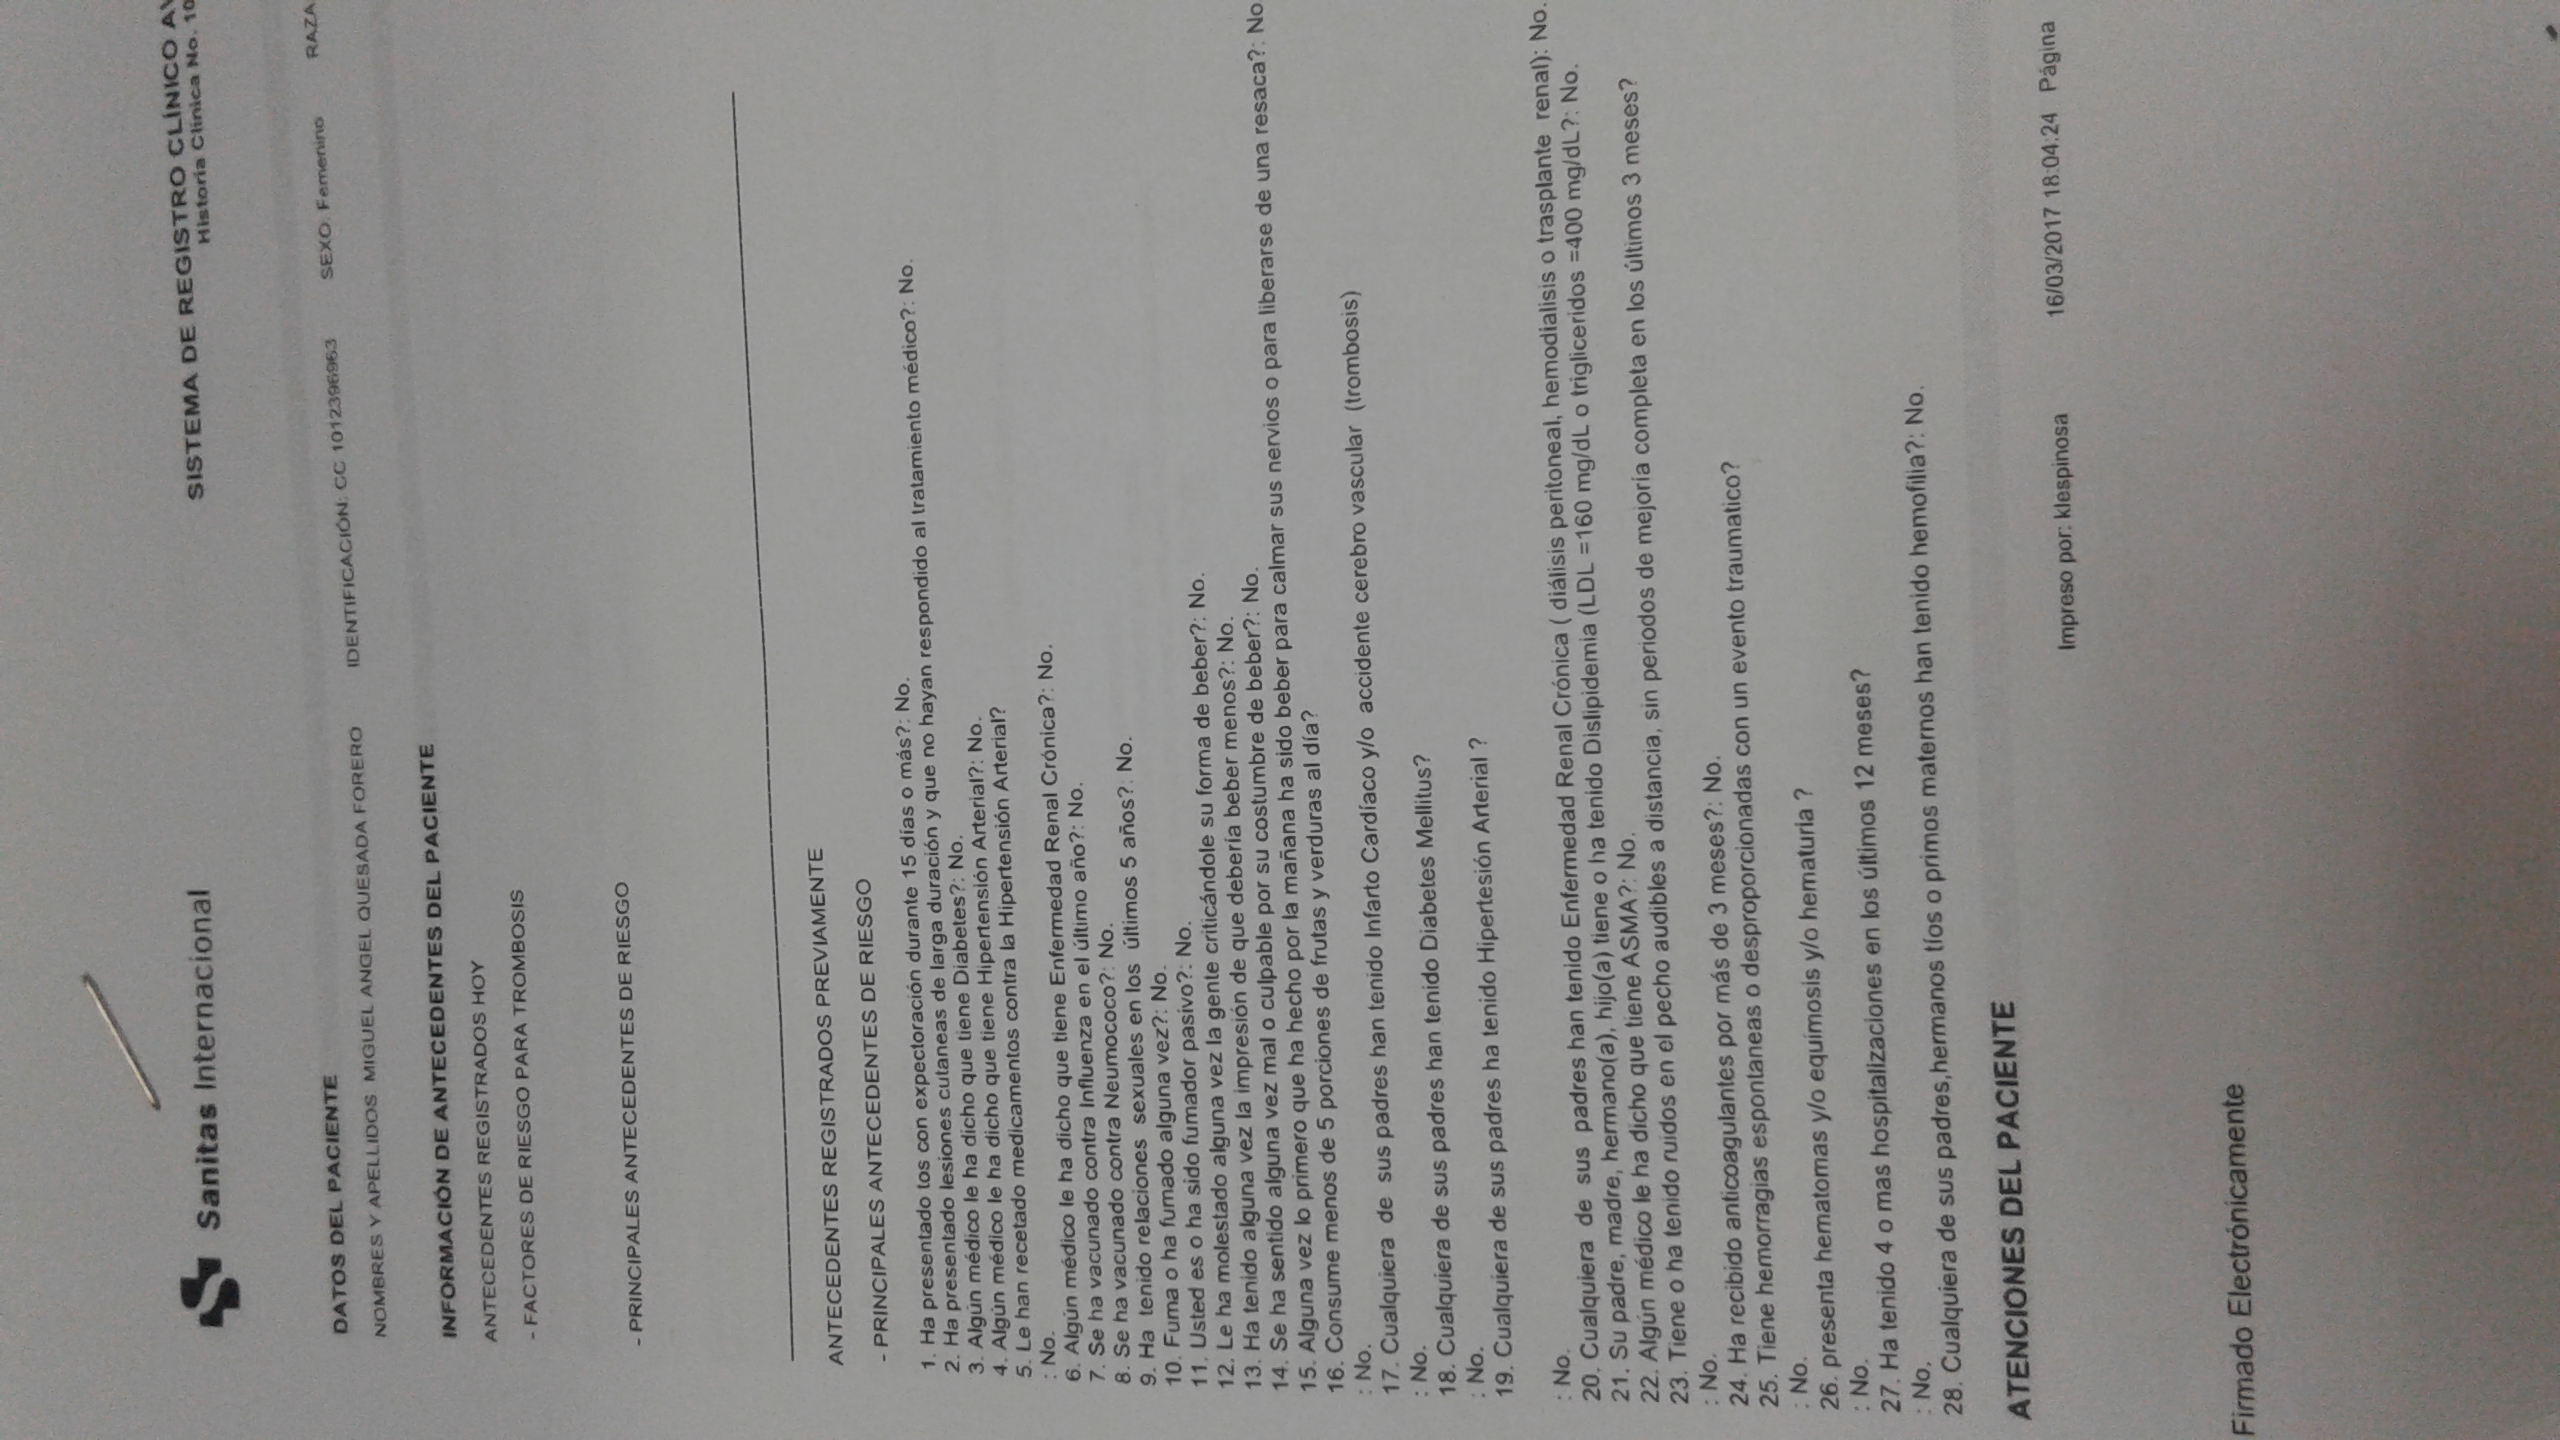 Sanitas Internacional
SISTEMA DE REGISTRO CLÍNICO AV
Historia Clínica No. 10
DATOS DEL PACIENTE
NOMBRES Y APELLIDOS: MIGUEL ANGEL QUESADA FORERO IDENTIFICACIÓN: CC 1012396963 SEXO: Femenino RAZA
INFORMACIÓN DE ANTECEDENTES DEL PACIENTE
ANTECEDENTES REGISTRADOS HOY
- FACTORES DE RIESGO PARA TROMBOSIS
- PRINCIPALES ANTECEDENTES DE RIESGO
ANTECEDENTES REGISTRADOS PREVIAMENTE
- PRINCIPALES ANTECEDENTES DE RIESGO
1. Ha presentado tos con expectoración durante 15 días o más?: No.
2. Ha presentado lesiones cutaneas de larga duración y que no hayan respondido al tratamiento médico?: No.
3. Algún médico le ha dicho que tiene Diabetes?: No.
4. Algún médico le ha dicho que tiene Hipertensión Arterial?: No.
5. Le han recetado medicamentos contra la Hipertensión Arterial?
: No.
6. Algún médico le ha dicho que tiene Enfermedad Renal Crónica?: No.
7. Se ha vacunado contra Influenza en el último año?: No.
8. Se ha vacunado contra Neumococo?: No.
9. Ha tenido relaciones sexuales en los últimos 5 años?: No.
10. Fuma o ha fumado alguna vez?: No.
11. Usted es o ha sido fumador pasivo?: No.
12. Le ha molestado alguna vez la gente criticándole su forma de beber?: No.
13. Ha tenido alguna vez la impresión de que debería beber menos?: No.
14. Se ha sentido alguna vez mal o culpable por su costumbre de beber?: No.
15. Alguna vez lo primero que ha hecho por la mañana ha sido beber para calmar sus nervios o para liberarse de una resaca?: No.
16. Consume menos de 5 porciones de frutas y verduras al día?
: No.
17. Cualquiera de sus padres han tenido Infarto Cardíaco y/o accidente cerebro vascular (trombosis)
: No.
18. Cualquiera de sus padres han tenido Diabetes Mellitus?
: No.
19. Cualquiera de sus padres ha tenido Hipertesión Arterial ?
: No.
20. Cualquiera de sus padres han tenido Enfermedad Renal Crónica ( diálisis peritoneal, hemodialisis o trasplante renal): No.
21. Su padre, madre, hermano(a), hijo(a) tiene o ha tenido Dislipidemia (LDL =160 mg/dL o trigliceridos =400 mg/dL?: No.
22. Algún médico le ha dicho que tiene ASMA?: No.
23. Tiene o ha tenido ruidos en el pecho audibles a distancia, sin periodos de mejoría completa en los últimos 3 meses?
: No.
24. Ha recibido anticoagulantes por más de 3 meses?: No.
25. Tiene hemorragias espontaneas o desproporcionadas con un evento traumatico?
: No.
26. presenta hematomas y/o equimosis y/o hematuria ?
: No.
27. Ha tenido 4 o mas hospitalizaciones en los últimos 12 meses?
: No.
28. Cualquiera de sus padres,hermanos tíos o primos maternos han tenido hemofilia?: No.
ATENCIONES DEL PACIENTE
Impreso por: klespinosa 16/03/2017 18:04:24 Página
Firmado Electrónicamente